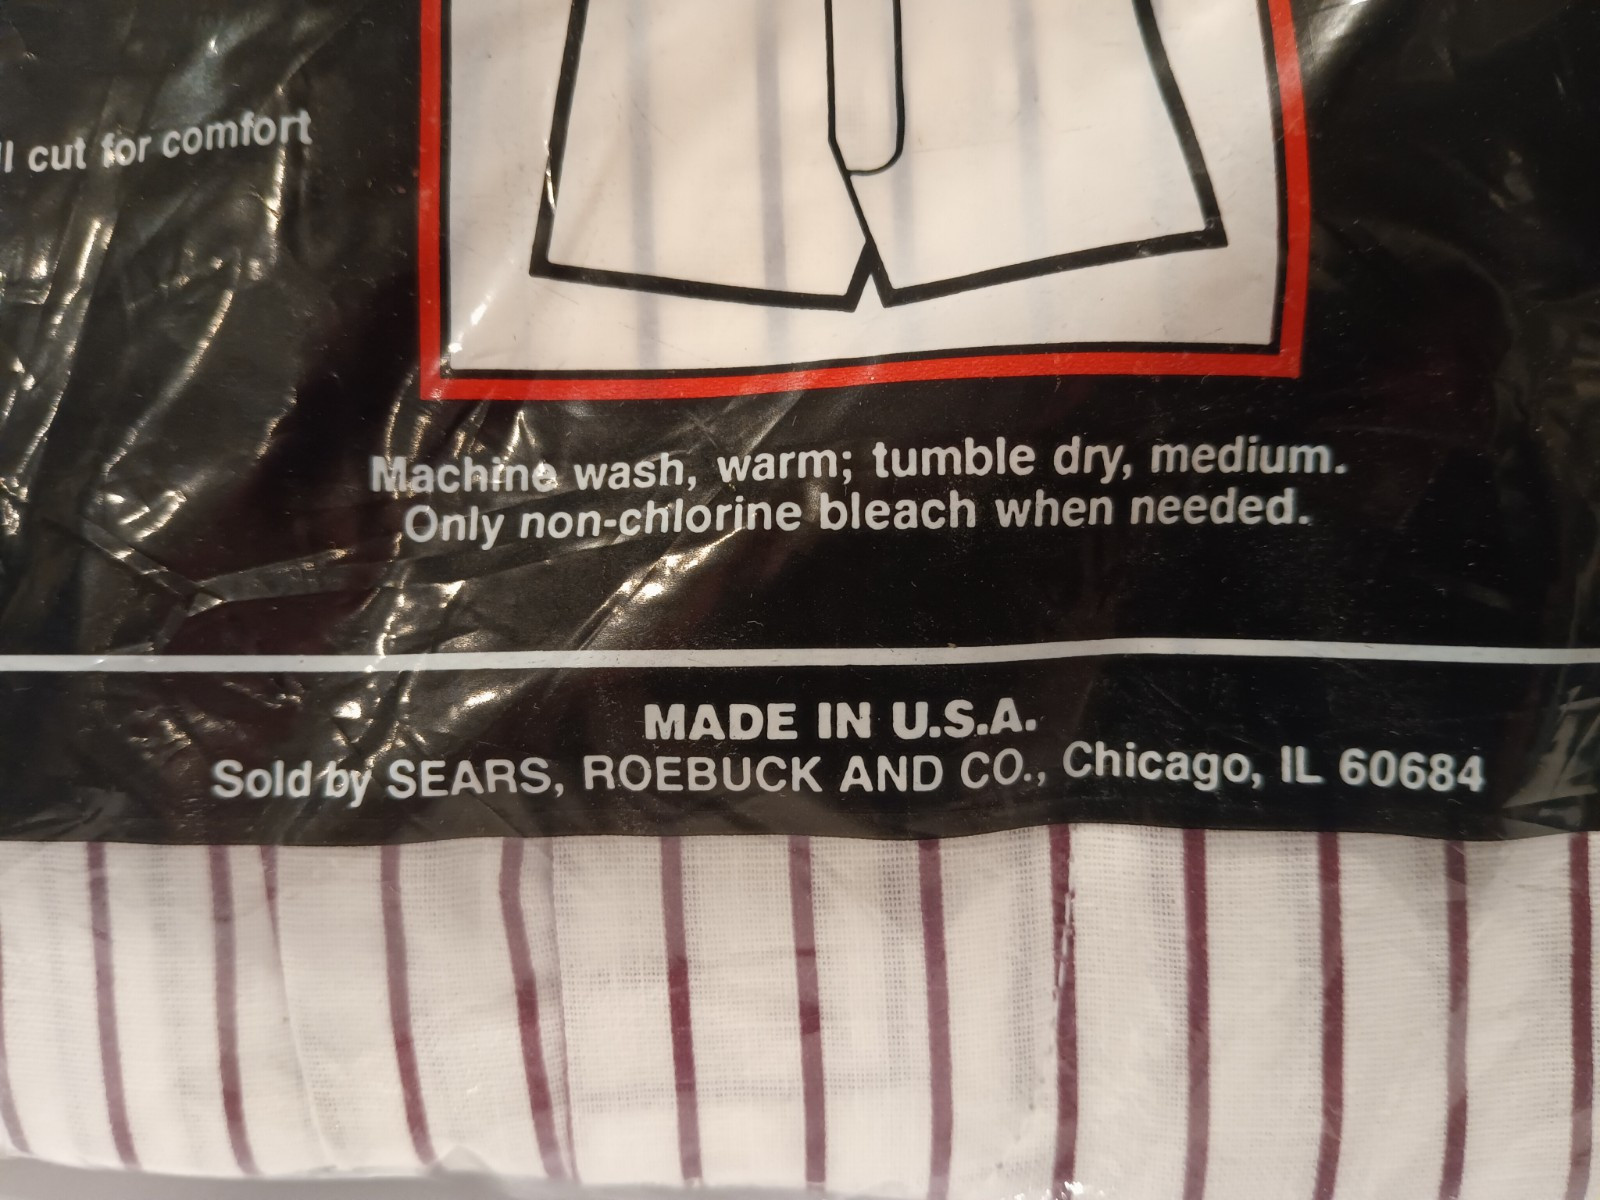 cut for comfort
Machine wash, warm; tumble dry, medium.
Only non-chlorine bleach when needed.
MADE IN U.S.A.
Sold by SEARS, ROEBUCK AND CO., Chicago, IL 60684